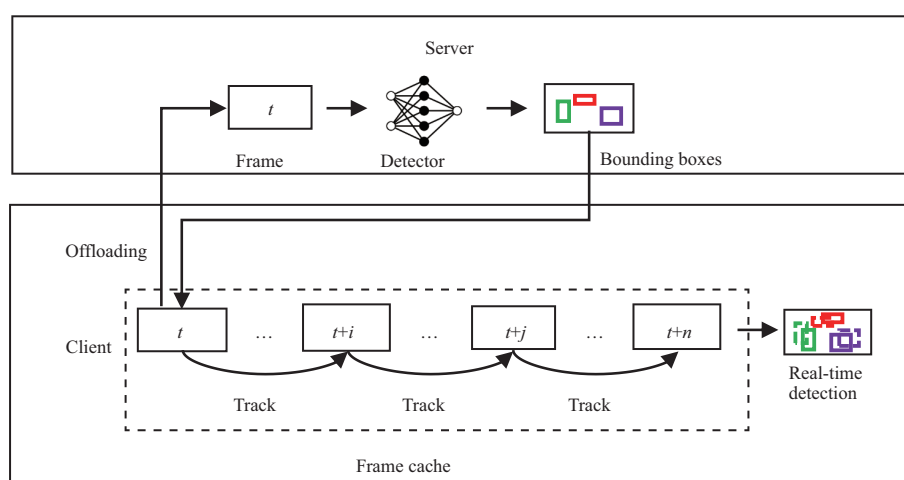 Server
t
Frame
Detector
Bounding boxes
Offloading
Client
t
...
t+i
...
t+j
...
t+n
Track
Track
Track
Real-time
detection
Frame cache